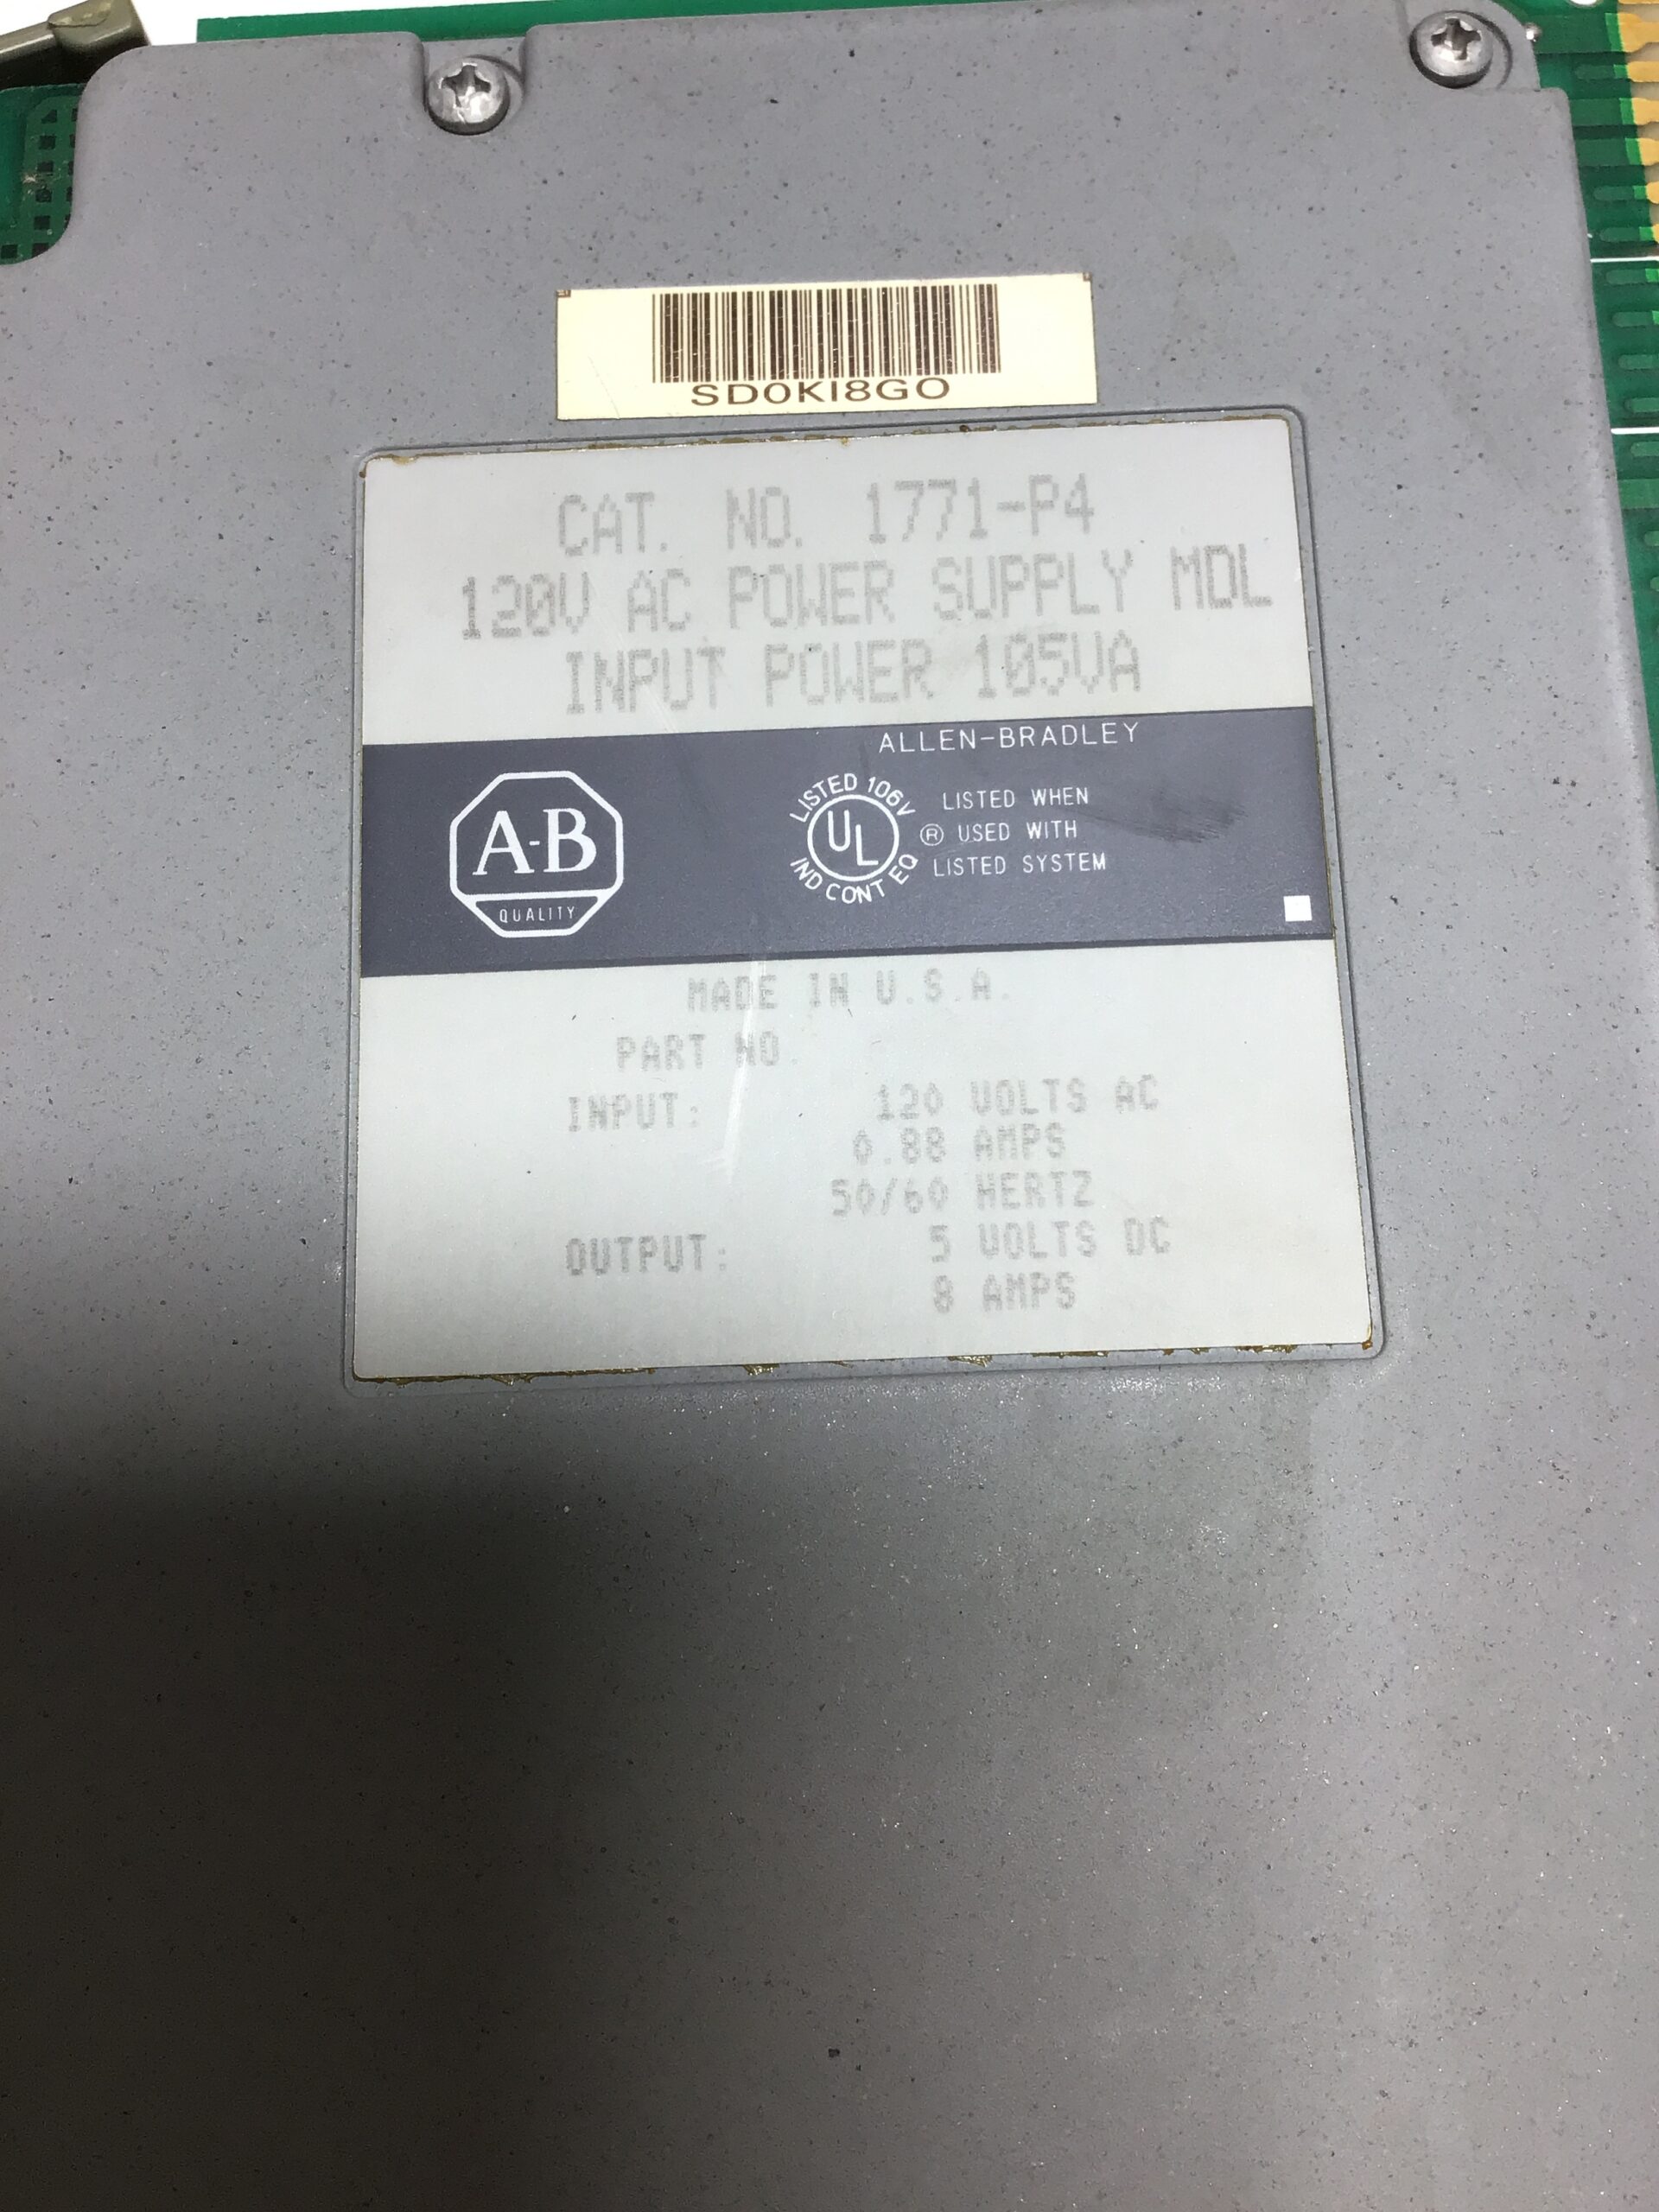 SD0KI8GO
CAT. NO. 1771-P4
120V AC POWER SUPPLY MDL
INPUT POWER 105VA
ALLEN-BRADLEY
A-B
QUALITY
LISTED 106V
UL
IND CONT EQ
®
LISTED WHEN
USED WITH
LISTED SYSTEM
MADE IN U.S.A.
PART NO.
INPUT: 120 VOLTS AC
0.88 AMPS
50/60 HERTZ
OUTPUT: 5 VOLTS DC
8 AMPS